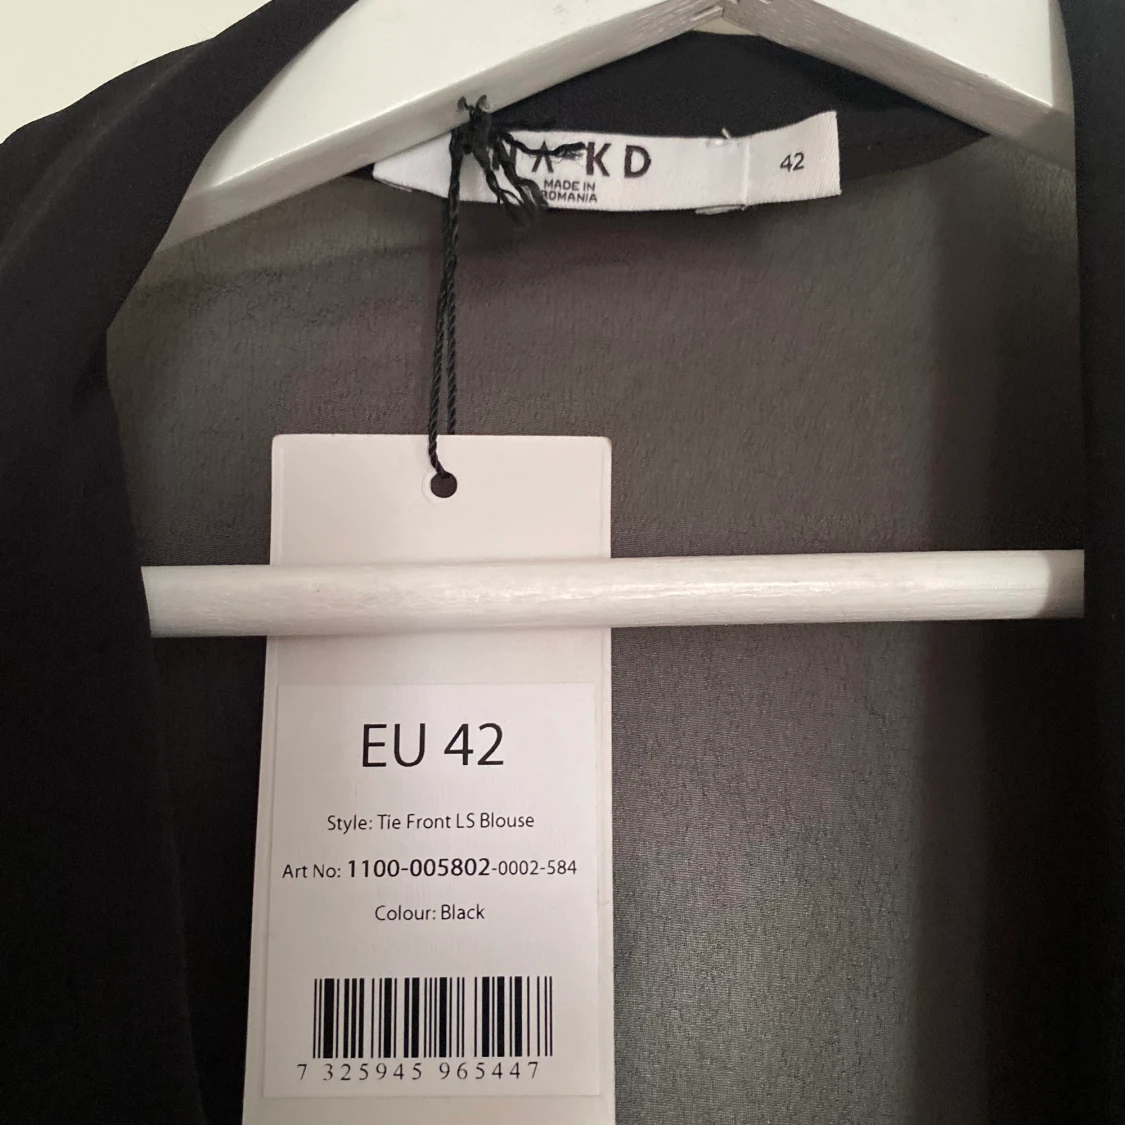 NA-KD
MADE IN
ROMANIA
42
EU 42
Style: Tie Front LS Blouse
Art No: 1100-005802-0002-584
Colour: Black
7 325945 965447